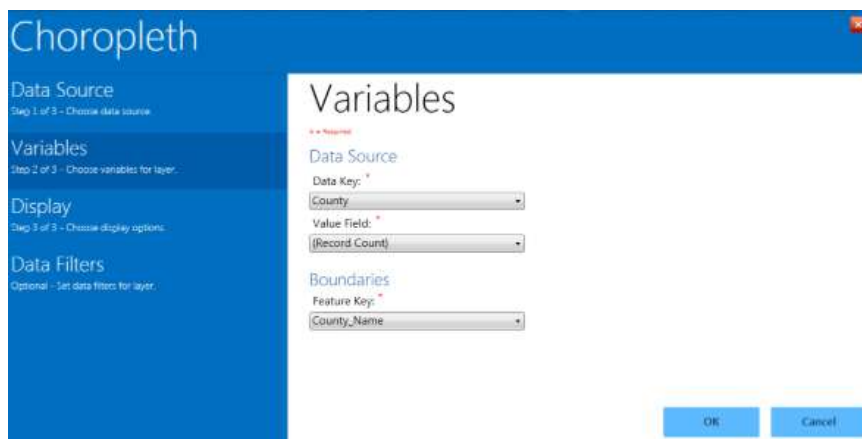 Choropleth
Data Source
Step 1 of 3 - Choose data source.
Variables
Step 2 of 3 - Choose variables for layer.
Display
Step 3 of 3 - Choose display options.
Data Filters
Optional - Set data filters for layer.
Variables
* = Required
Data Source
Data Key: *
County
Value Field: *
(Record Count)
Boundaries
Feature Key: *
County_Name
OK
Cancel